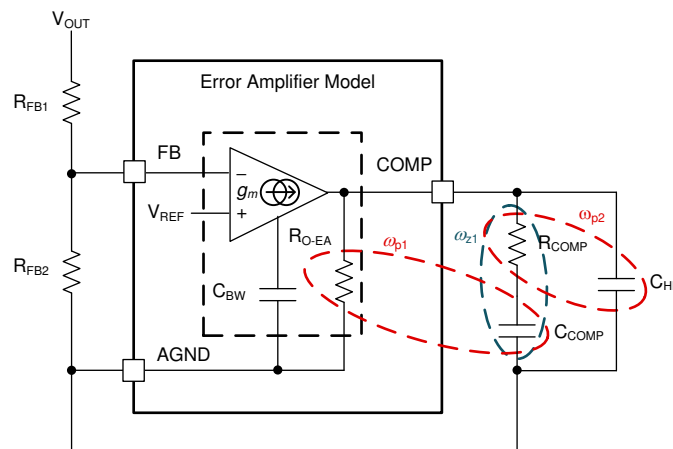 VOUT
Error Amplifier Model
RFB1
FB
COMP
−
gm
VREF
+
RO-EA
ωp1
ωz1
ωp2
RCOMP
RFB2
CBW
CCOMP
AGND